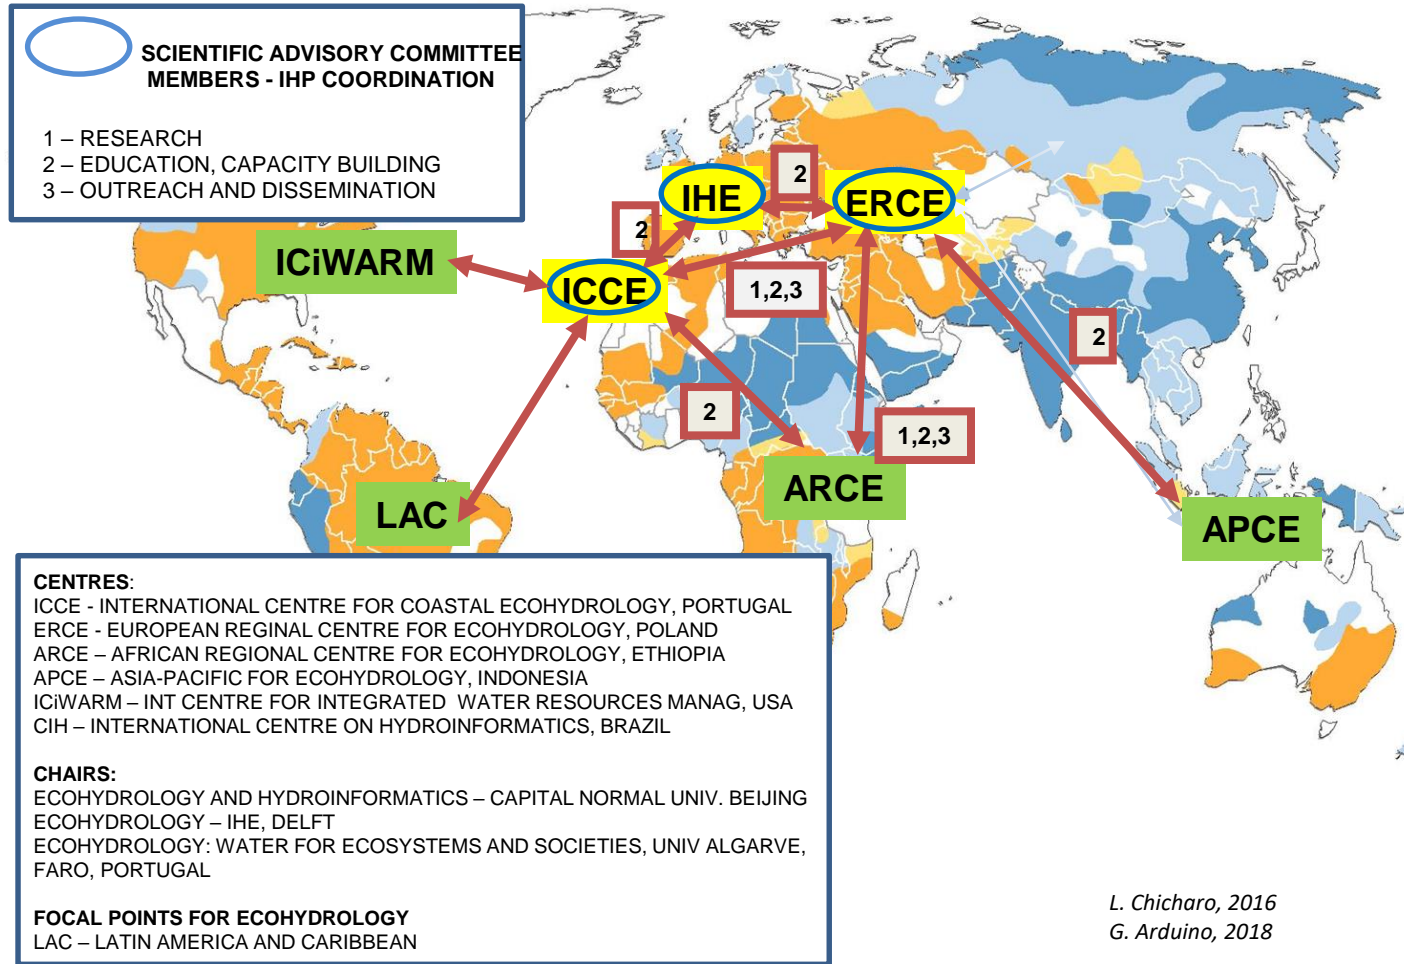 SCIENTIFIC ADVISORY COMMITTEE
MEMBERS - IHP COORDINATION
1 – RESEARCH
2 – EDUCATION, CAPACITY BUILDING
3 – OUTREACH AND DISSEMINATION
IHE
2
ERCE
2
ICiWARM
ICCE
1,2,3
2
2
1,2,3
ARCE
LAC
APCE
CENTRES:
ICCE - INTERNATIONAL CENTRE FOR COASTAL ECOHYDROLOGY, PORTUGAL
ERCE - EUROPEAN REGINAL CENTRE FOR ECOHYDROLOGY, POLAND
ARCE – AFRICAN REGIONAL CENTRE FOR ECOHYDROLOGY, ETHIOPIA
APCE – ASIA-PACIFIC FOR ECOHYDROLOGY, INDONESIA
ICiWARM – INT CENTRE FOR INTEGRATED WATER RESOURCES MANAG, USA
CIH – INTERNATIONAL CENTRE ON HYDROINFORMATICS, BRAZIL
CHAIRS:
ECOHYDROLOGY AND HYDROINFORMATICS – CAPITAL NORMAL UNIV. BEIJING
ECOHYDROLOGY – IHE, DELFT
ECOHYDROLOGY: WATER FOR ECOSYSTEMS AND SOCIETIES, UNIV ALGARVE,
FARO, PORTUGAL
FOCAL POINTS FOR ECOHYDROLOGY
LAC – LATIN AMERICA AND CARIBBEAN
L. Chicharo, 2016
G. Arduino, 2018